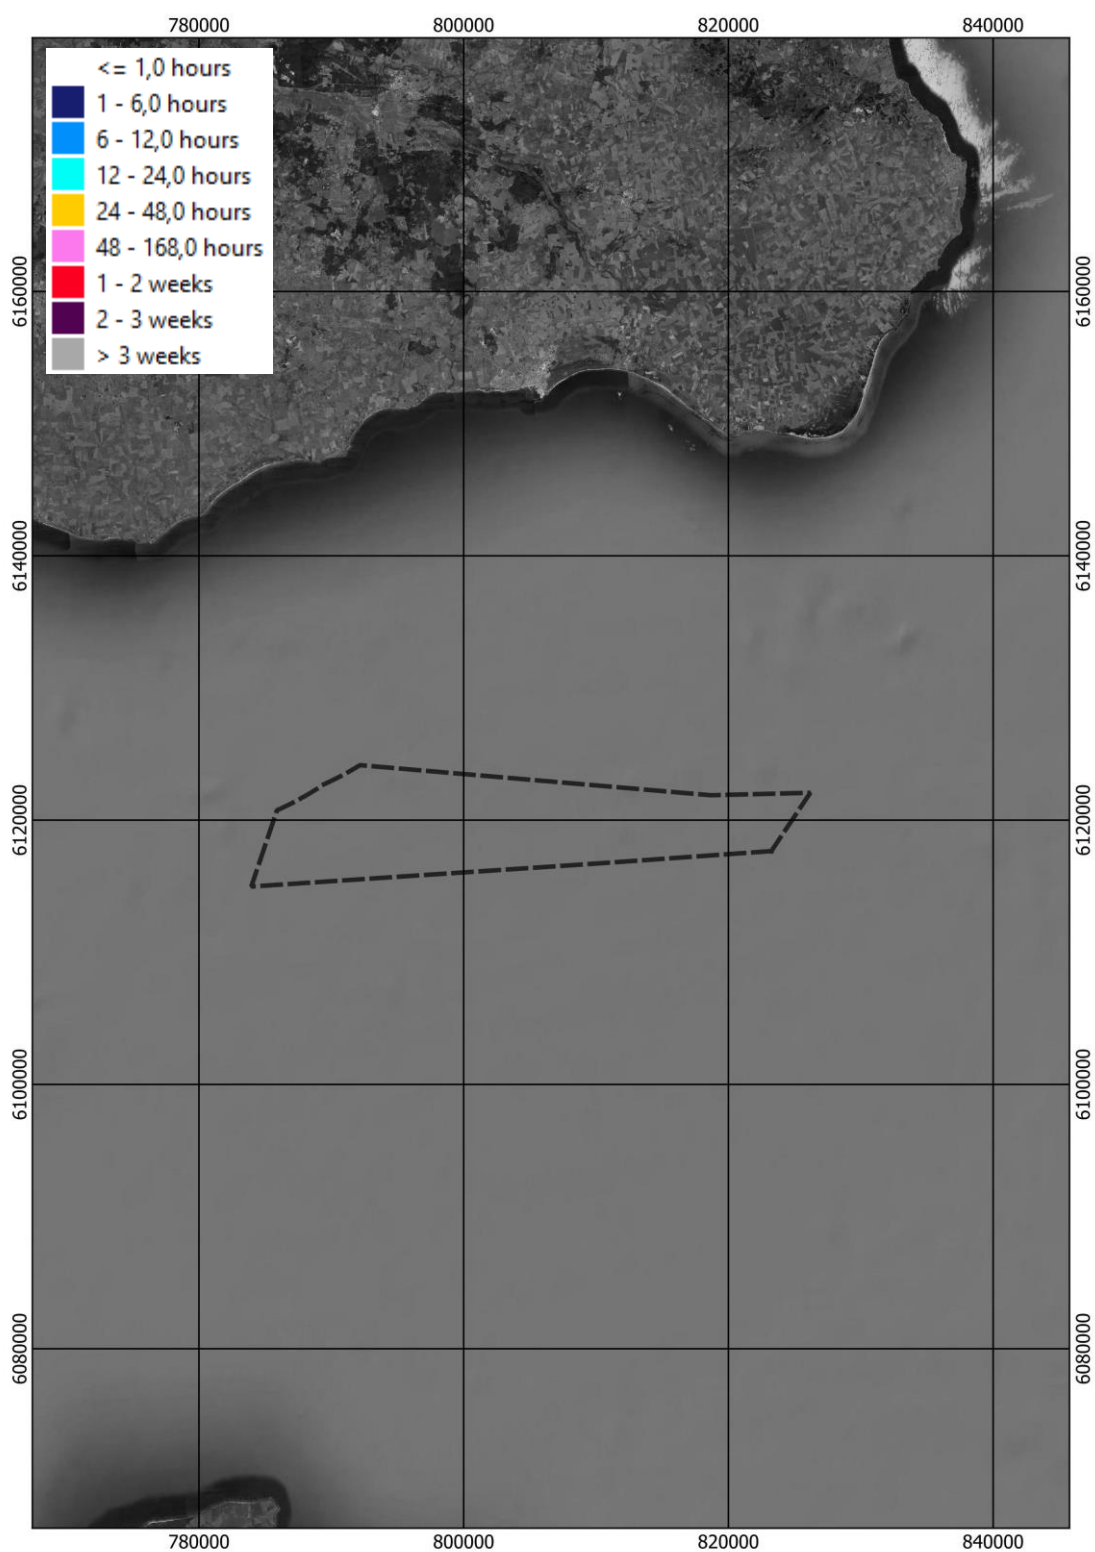 780000 800000 820000 840000
<= 1,0 hours
1 - 6,0 hours
6 - 12,0 hours
12 - 24,0 hours
24 - 48,0 hours
48 - 168,0 hours
1 - 2 weeks
2 - 3 weeks
> 3 weeks
6160000 6160000
6140000 6140000
6120000 6120000
6100000 6100000
6080000 6080000
780000 800000 820000 840000